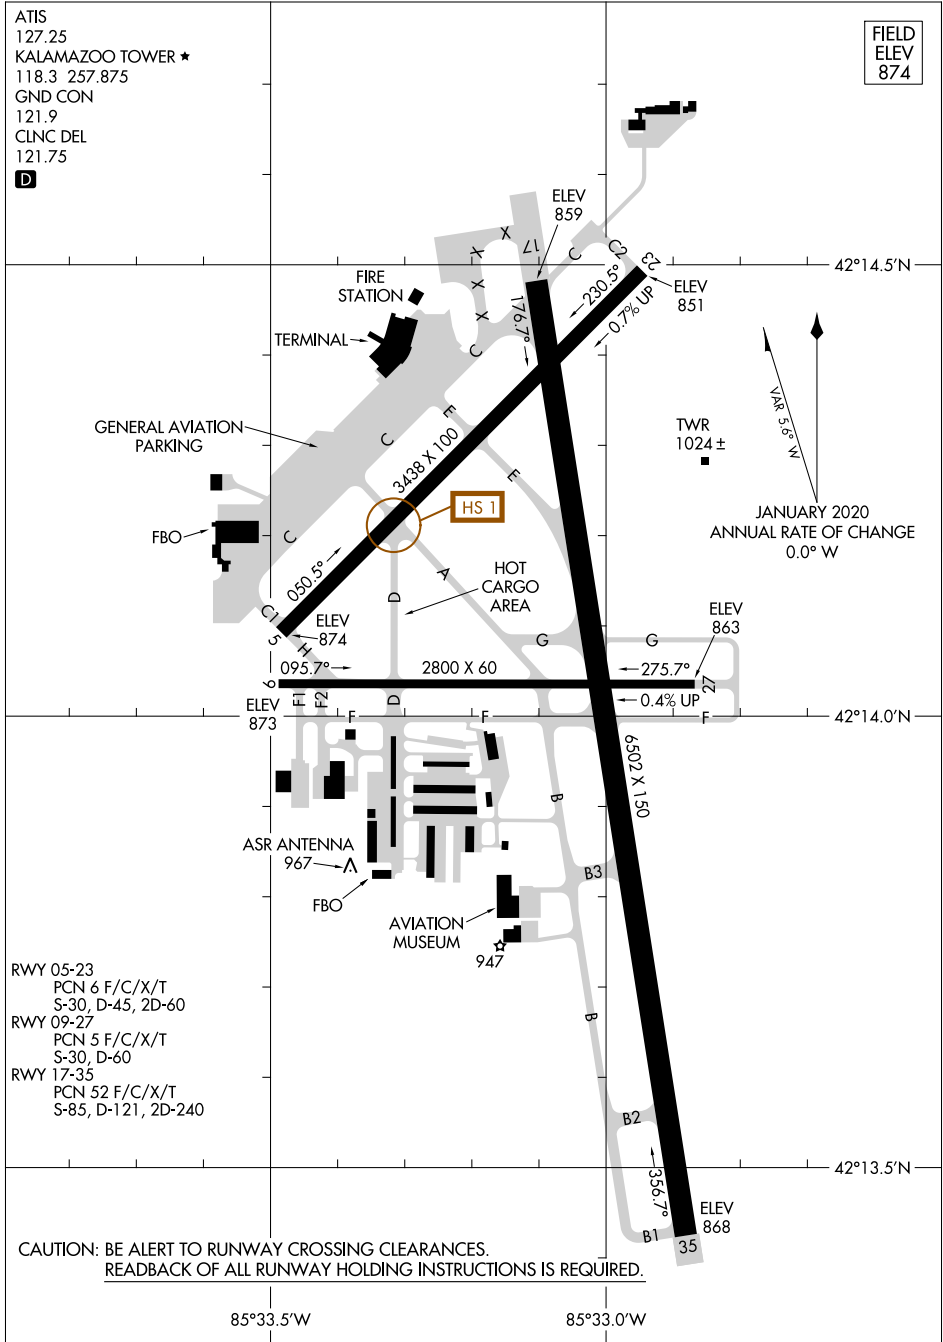 ATIS
127.25
KALAMAZOO TOWER ★
118.3 257.875
GND CON
121.9
CLNC DEL
121.75
D
FIELD
ELEV
874
ELEV
859
X
17
C
C2
23
42°14.5'N
X
X
X
FIRE
STATION
TERMINAL
176.7°
230.5°
0.7% UP
ELEV
851
C
GENERAL AVIATION
PARKING
C
E
3438 X 100
E
TWR
1024 ±
VAR 5.6° W
JANUARY 2020
ANNUAL RATE OF CHANGE
0.0° W
HS 1
FBO
C
050.5°
A
HOT
CARGO
AREA
D
C1
5
ELEV
874
H
G
G
ELEV
863
6
095.7°
2800 X 60
275.7°
27
0.4% UP
ELEV
873
F1
F2
D
F
F
F
42°14.0'N
6502 X 150
B
ASR ANTENNA
967
FBO
B3
AVIATION
MUSEUM
947
RWY 05-23
PCN 6 F/C/X/T
S-30, D-45, 2D-60
RWY 09-27
PCN 5 F/C/X/T
S-30, D-60
RWY 17-35
PCN 52 F/C/X/T
S-85, D-121, 2D-240
B
B2
42°13.5'N
356.7°
B1
35
ELEV
868
CAUTION: BE ALERT TO RUNWAY CROSSING CLEARANCES.
READBACK OF ALL RUNWAY HOLDING INSTRUCTIONS IS REQUIRED.
85°33.5'W
85°33.0'W